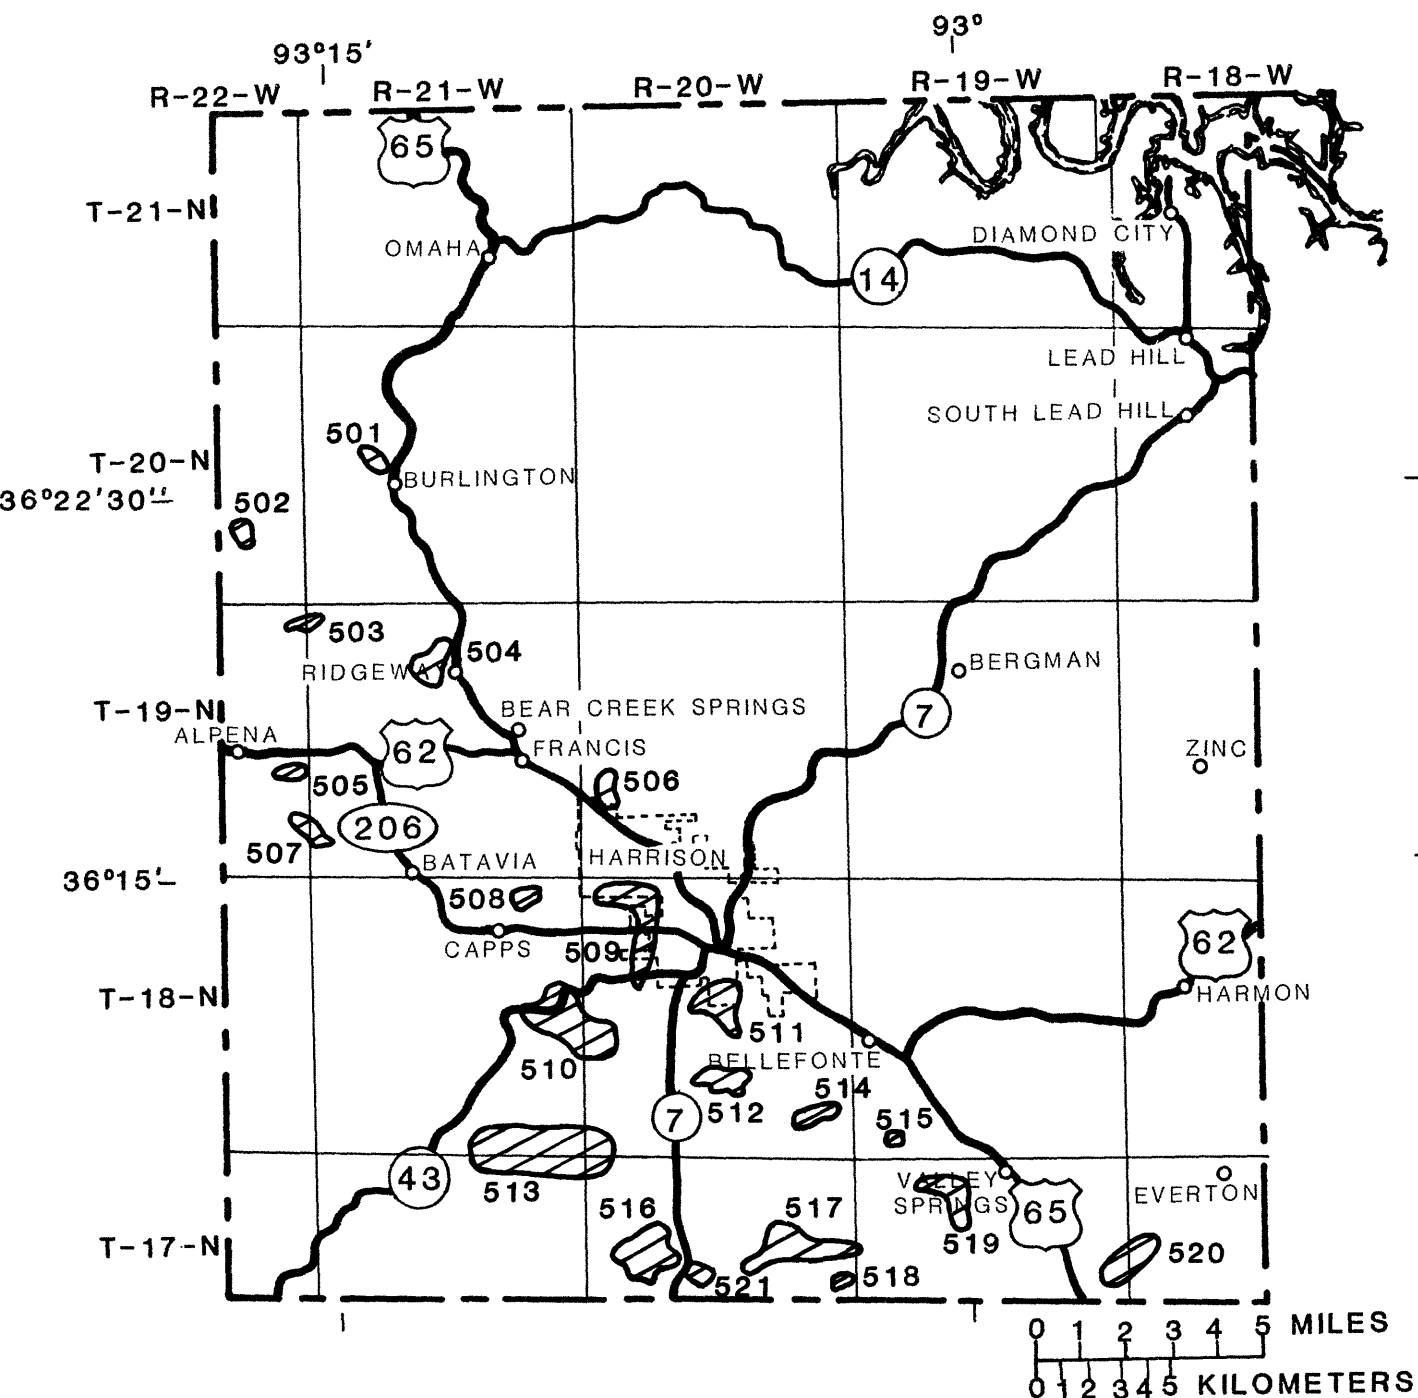 93°
93°15'
R-22-W
R-21-W
R-20-W
R-19-W
R-18-W
65
T-21-N
OMAHA
DIAMOND CITY
14
LEAD HILL
SOUTH LEAD HILL
501
T-20-N
BURLINGTON
36°22'30"
502
503
504
RIDGEWAY
BERGMAN
T-19-N
BEAR CREEK SPRINGS
7
ALPENA
62
FRANCIS
ZINC
505
506
206
507
HARRISON
BATAVIA
36°15'
508
CAPPS
509
62
T-18-N
HARMON
511
BELLEFONTE
510
514
7
512
515
43
513
VALLEY
SPRINGS
EVERTON
516
517
65
519
T-17-N
520
521
518
0 1 2 3 4 5 MILES
0 1 2 3 4 5 KILOMETERS